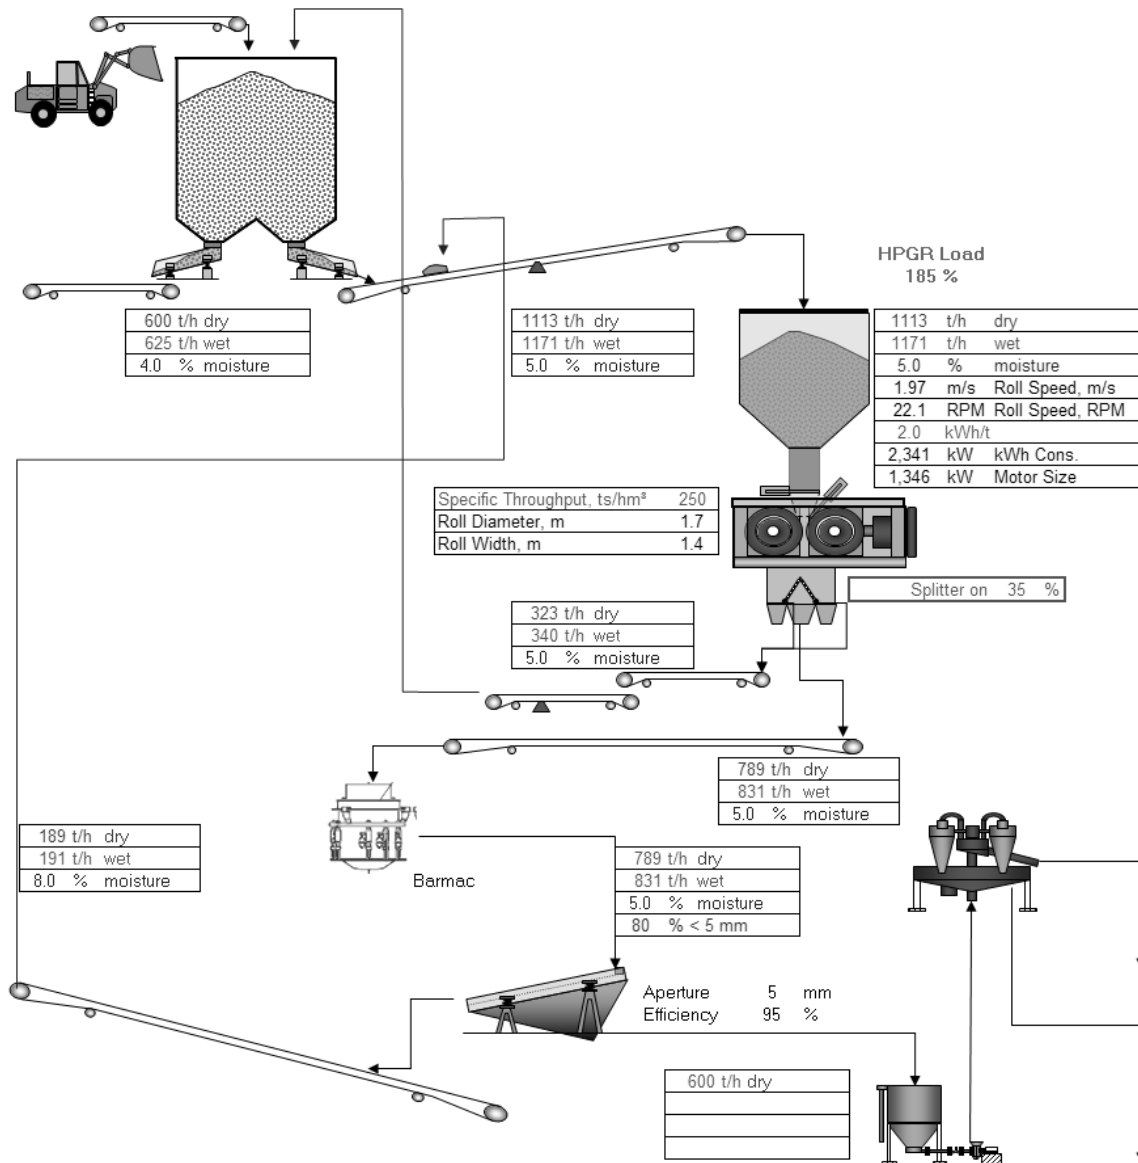 HPGR Load
185 %
600 t/h dry
625 t/h wet
4.0 % moisture
1113 t/h dry
1171 t/h wet
5.0 % moisture
1113 t/h dry
1171 t/h wet
5.0 % moisture
1.97 m/s Roll Speed, m/s
22.1 RPM Roll Speed, RPM
2.0 kWh/t
2,341 kW kWh Cons.
1,346 kW Motor Size
Specific Throughput, ts/hm³ 250
Roll Diameter, m 1.7
Roll Width, m 1.4
Splitter on 35 %
323 t/h dry
340 t/h wet
5.0 % moisture
789 t/h dry
831 t/h wet
5.0 % moisture
189 t/h dry
191 t/h wet
8.0 % moisture
Barmac
789 t/h dry
831 t/h wet
5.0 % moisture
80 % < 5 mm
Aperture 5 mm
Efficiency 95 %
600 t/h dry